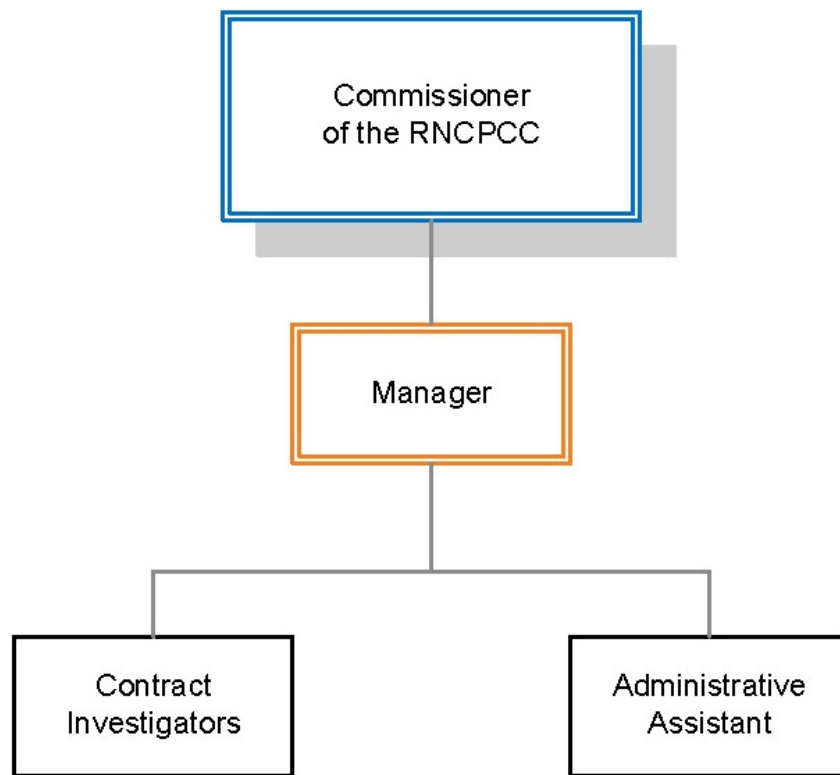 Commissioner
of the RNCPCC
Manager
Contract
Investigators
Administrative
Assistant